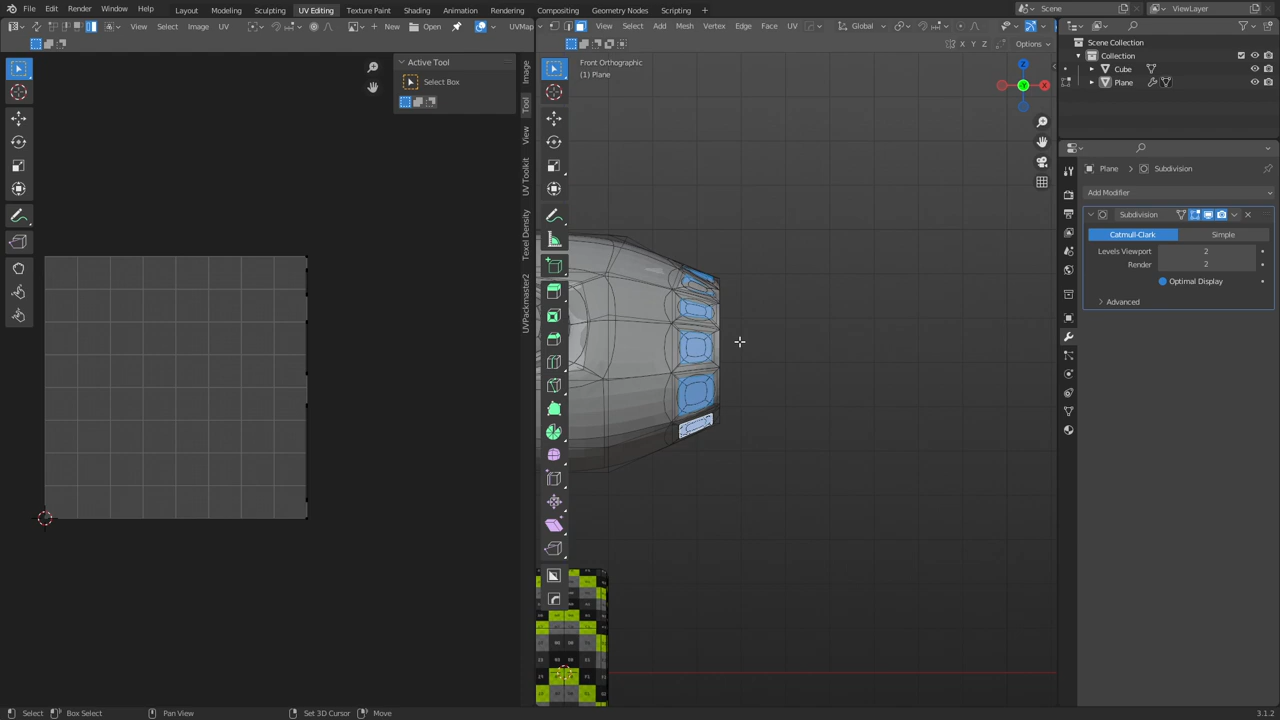 File Edit Render Window Help Layout Modeling Sculpting UV Editing Texture Paint Shading Animation Rendering Compositing Geometry Nodes Scripting Scene ViewLayer
View Select Image UV New Open UVMap View Select Add Mesh Vertex Edge Face UV Global
X Y Z Options
Active Tool
Select Box
Image
Tool
View
UV Toolkit
Texel Density
UVPackmaster2
Front Orthographic
(1) Plane
Z
Y
X
Scene Collection
Collection
Cube
Plane
Plane Subdivision
Add Modifier
Subdivision
Catmull-Clark Simple
Levels Viewport 2
Render 2
Optimal Display
Advanced
Select Box Select Pan View Set 3D Cursor Move 3.1.2